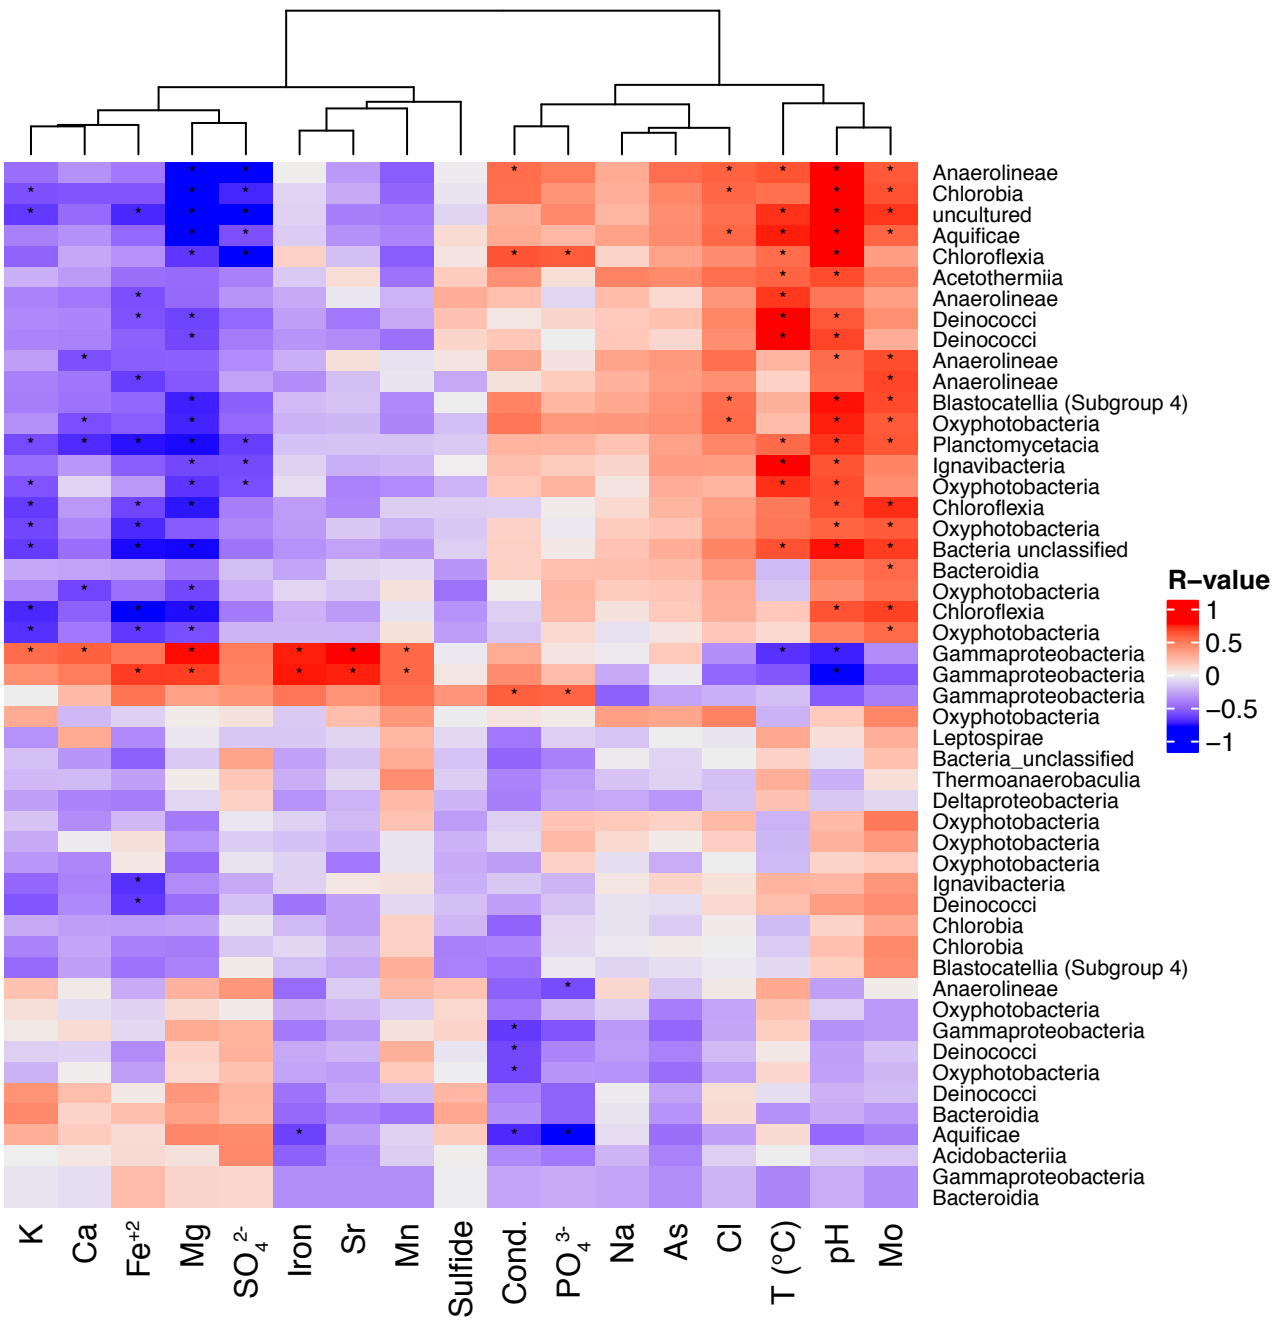 Anaerolineae
Chlorobia
uncultured
Aquificae
Chloroflexia
Acetothermiia
Anaerolineae
Deinococci
Deinococci
Anaerolineae
Anaerolineae
Blastocatellia (Subgroup 4)
Oxyphotobacteria
Planctomycetacia
Ignavibacteria
Oxyphotobacteria
Chloroflexia
Oxyphotobacteria
Bacteria unclassified
Bacteroidia
Oxyphotobacteria
Chloroflexia
Oxyphotobacteria
Gammaproteobacteria
Gammaproteobacteria
Gammaproteobacteria
Oxyphotobacteria
Leptospirae
Bacteria_unclassified
Thermoanaerobaculia
Deltaproteobacteria
Oxyphotobacteria
Oxyphotobacteria
Oxyphotobacteria
Ignavibacteria
Deinococci
Chlorobia
Chlorobia
Blastocatellia (Subgroup 4)
Anaerolineae
Oxyphotobacteria
Gammaproteobacteria
Deinococci
Oxyphotobacteria
Deinococci
Bacteroidia
Aquificae
Acidobacteriia
Gammaproteobacteria
Bacteroidia
R−value
1
0.5
0
−0.5
−1
K
Ca
Fe⁺²
Mg
SO₄²⁻
Iron
Sr
Mn
Sulfide
Cond.
PO₄³⁻
Na
As
Cl
T (°C)
pH
Mo